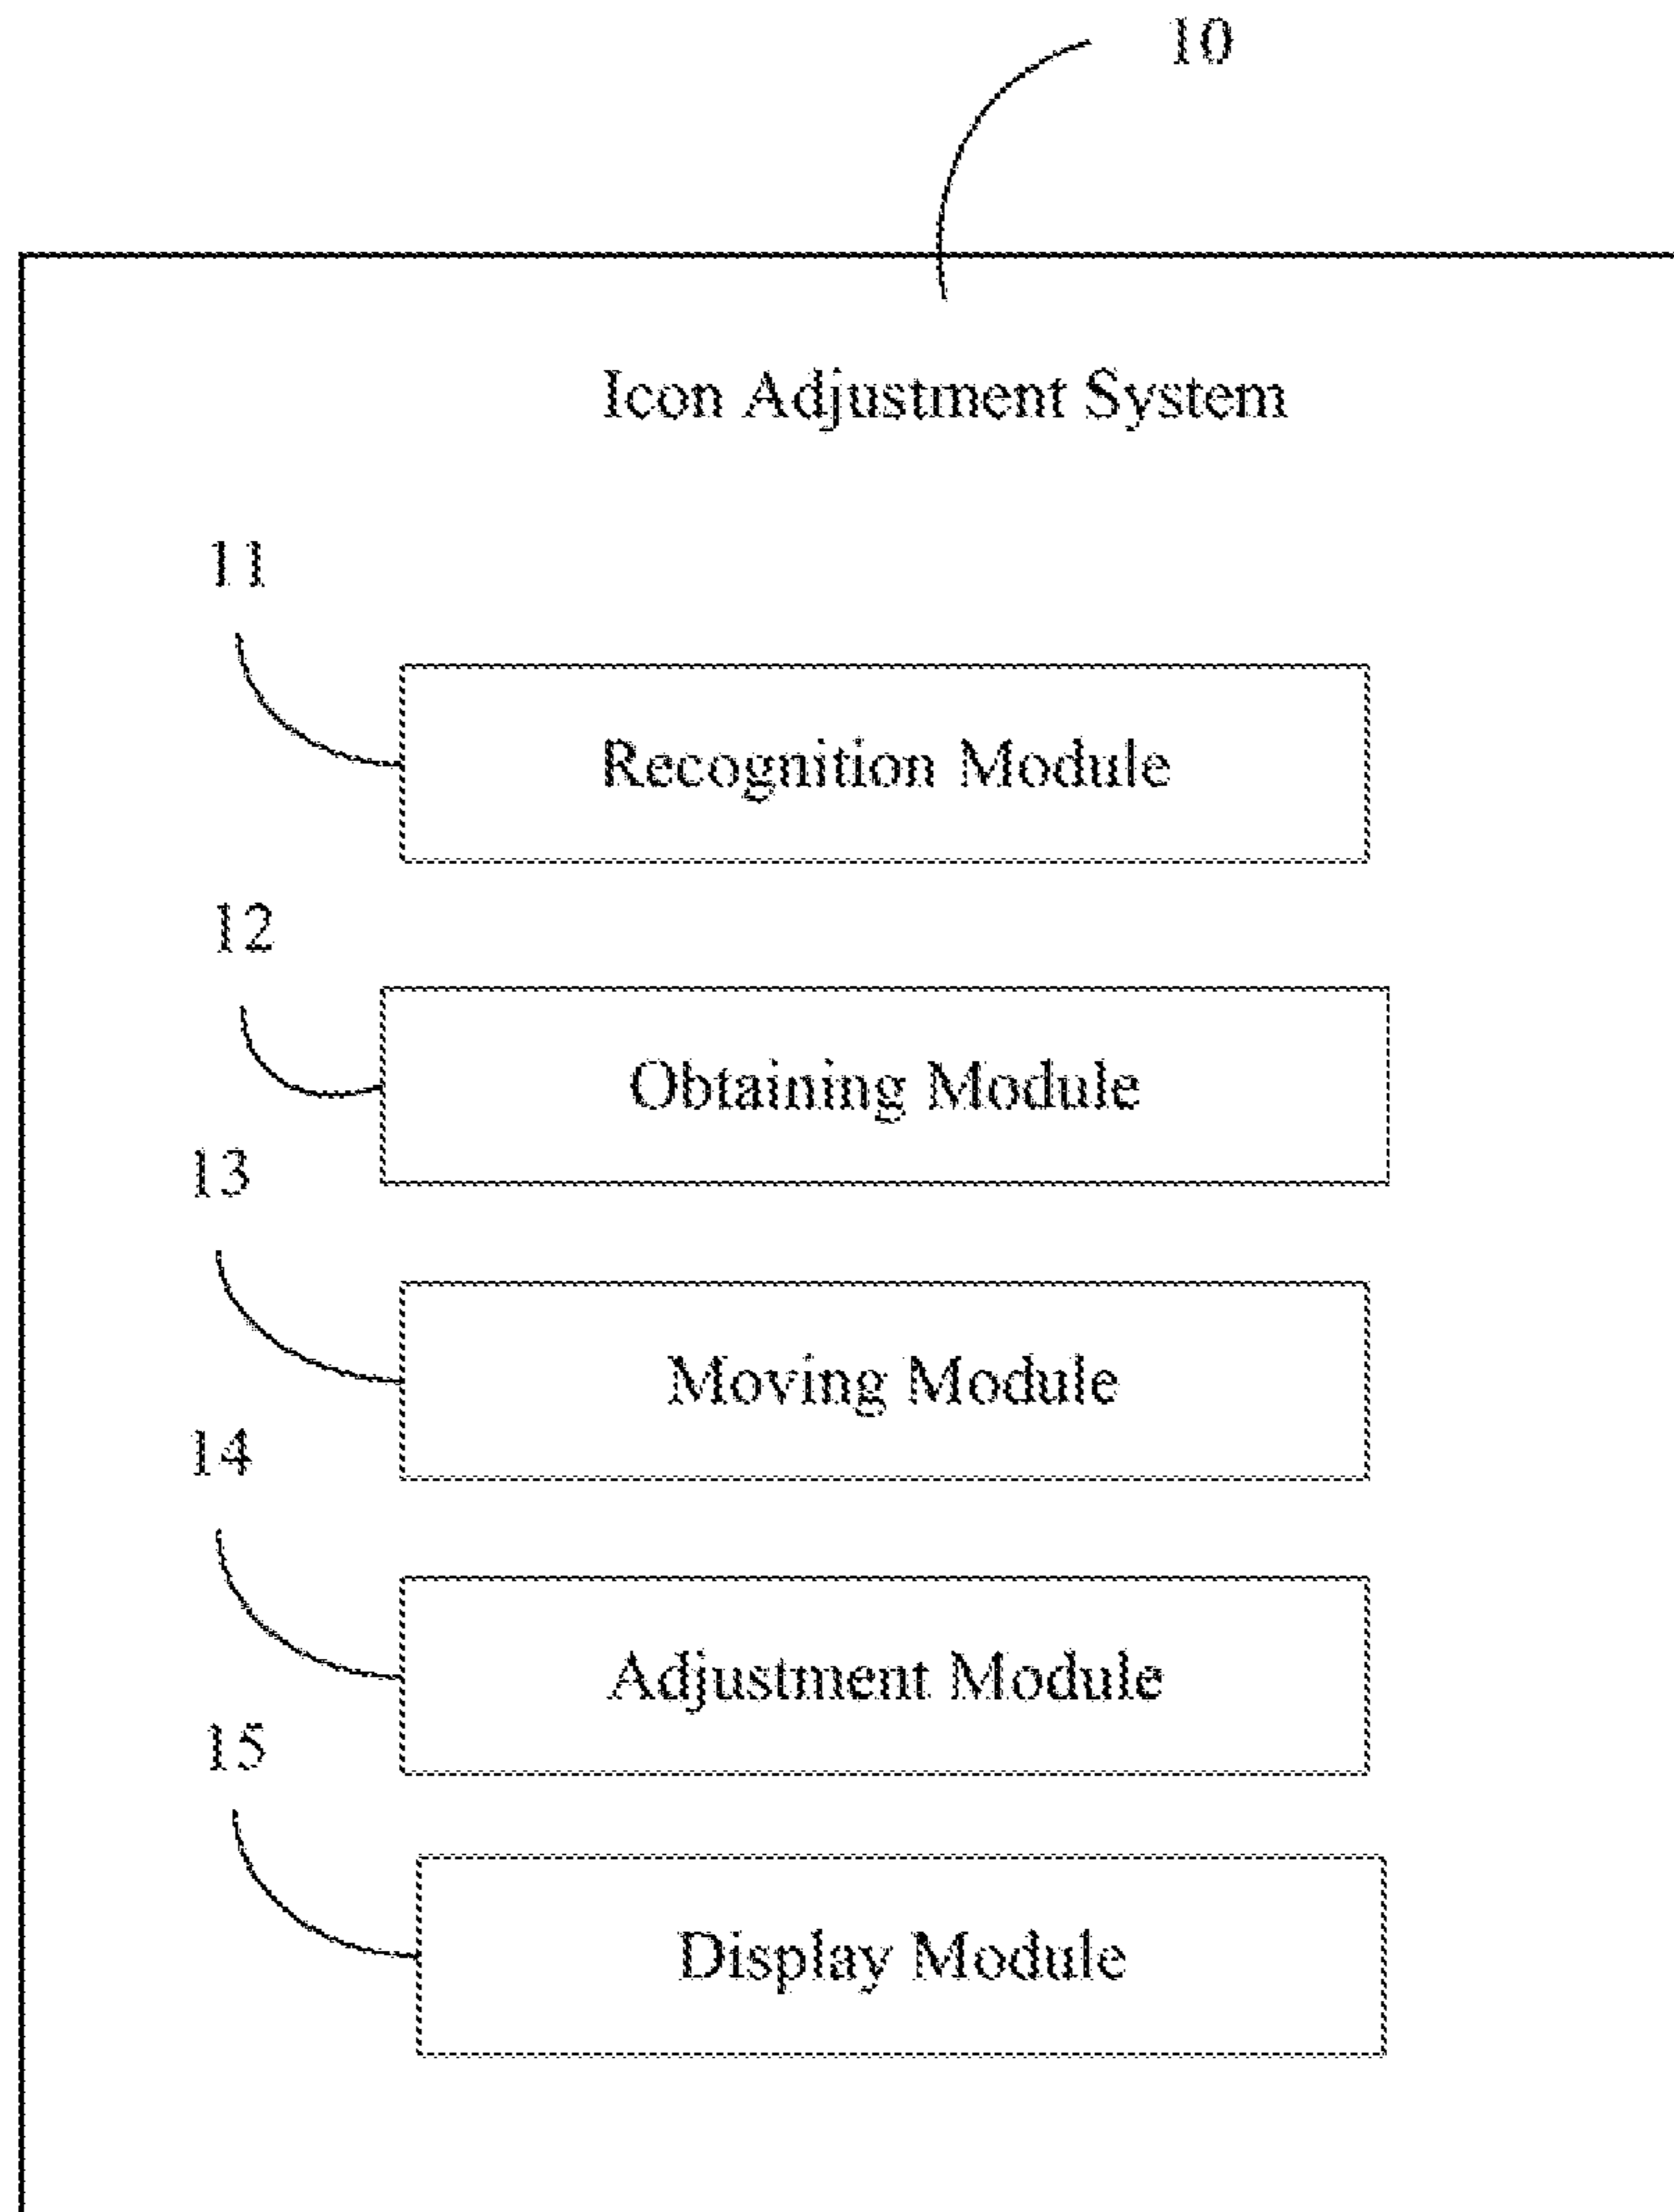 10
Icon Adjustment System
11
Recognition Module
12
Obtaining Module
13
Moving Module
14
Adjustment Module
15
Display Module